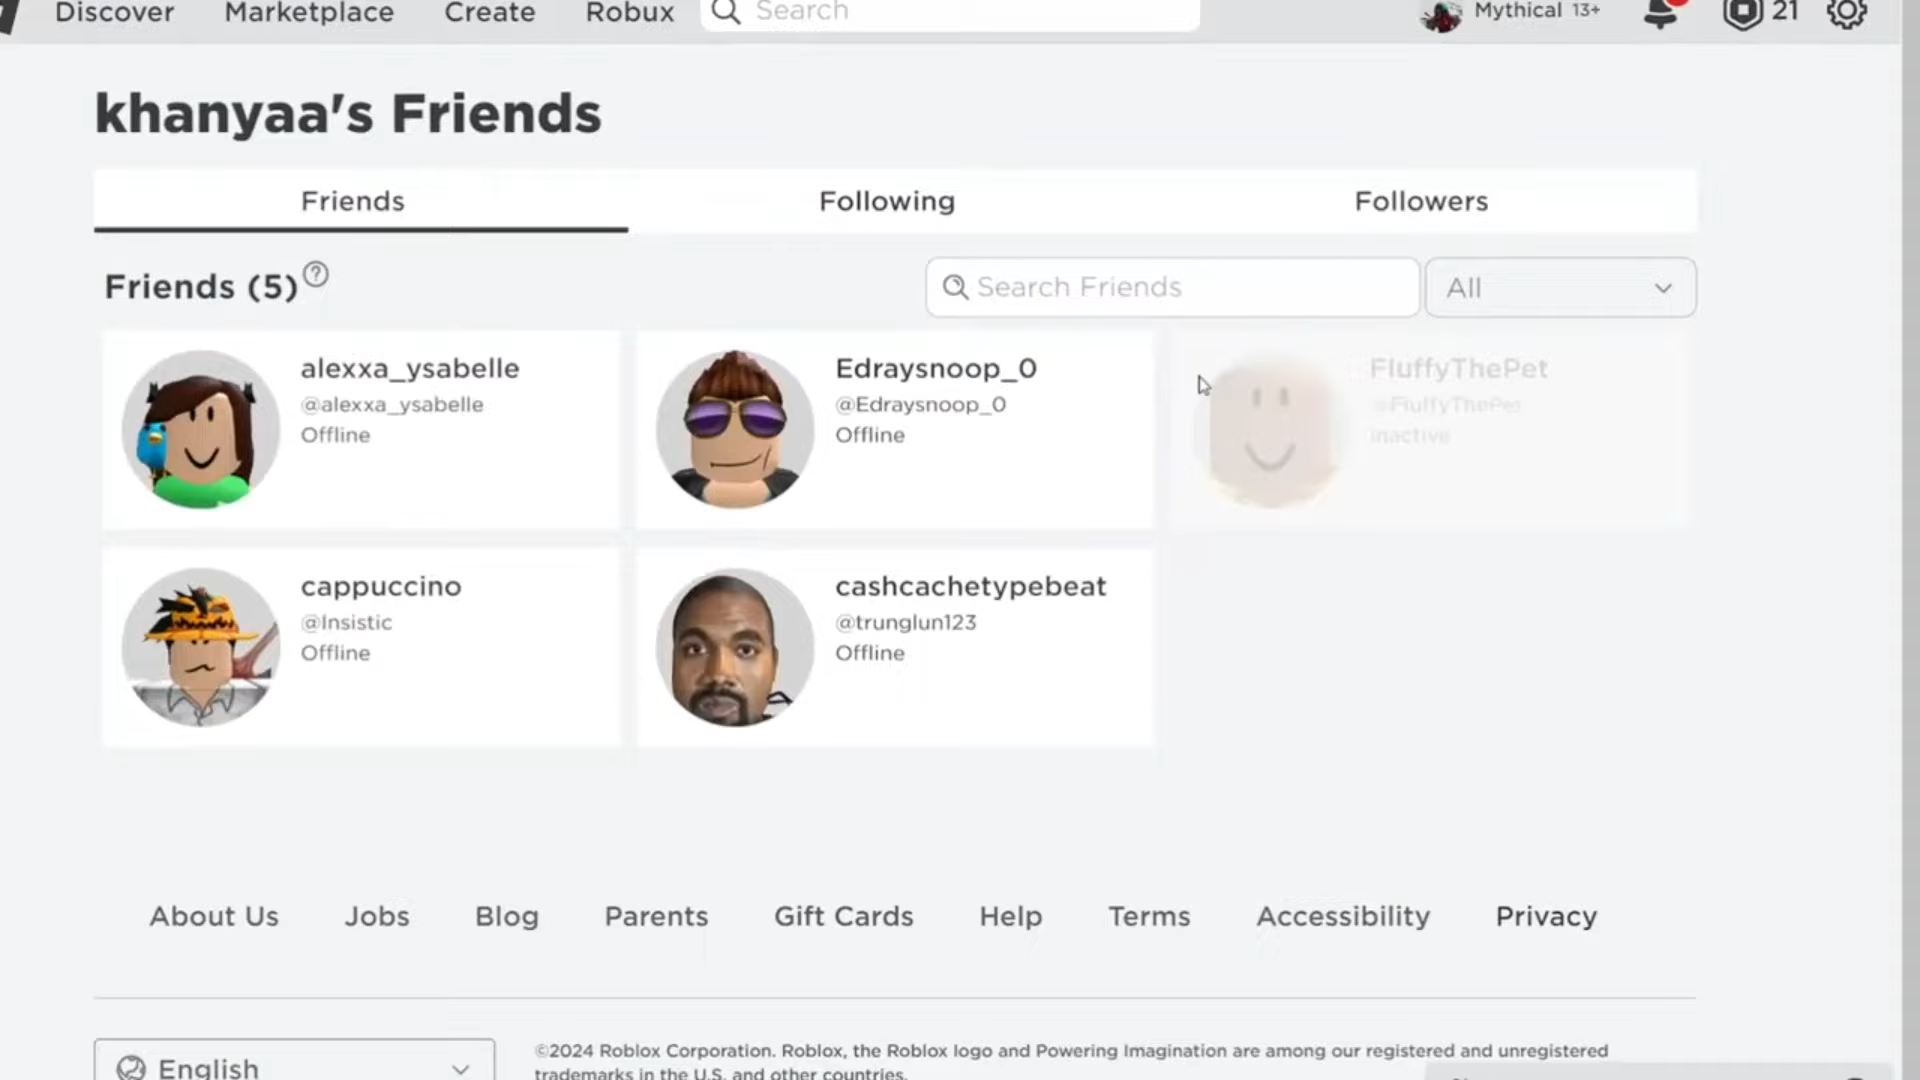 Discover Marketplace Create Robux Search Mythical 13+ 21
khanyaa's Friends
Friends Following Followers
Friends (5) ? Search Friends All
alexxa_ysabelle
@alexxa_ysabelle
Offline
Edraysnoop_0
@Edraysnoop_0
Offline
FluffyThePet
@FluffyThePet
Inactive
cappuccino
@Insistic
Offline
cashcachetypebeat
@trunglun123
Offline
About Us Jobs Blog Parents Gift Cards Help Terms Accessibility Privacy
English
©2024 Roblox Corporation. Roblox, the Roblox logo and Powering Imagination are among our registered and unregistered
trademarks in the U.S. and other countries.